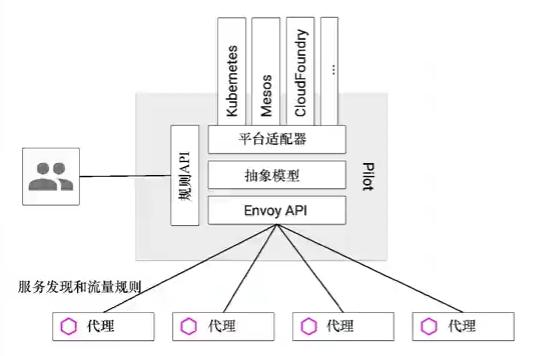 Kubernetes
Mesos
CloudFoundry
...
平台适配器
规则API
抽象模型
Envoy API
Pilot
服务发现和流量规则
代理
代理
代理
代理